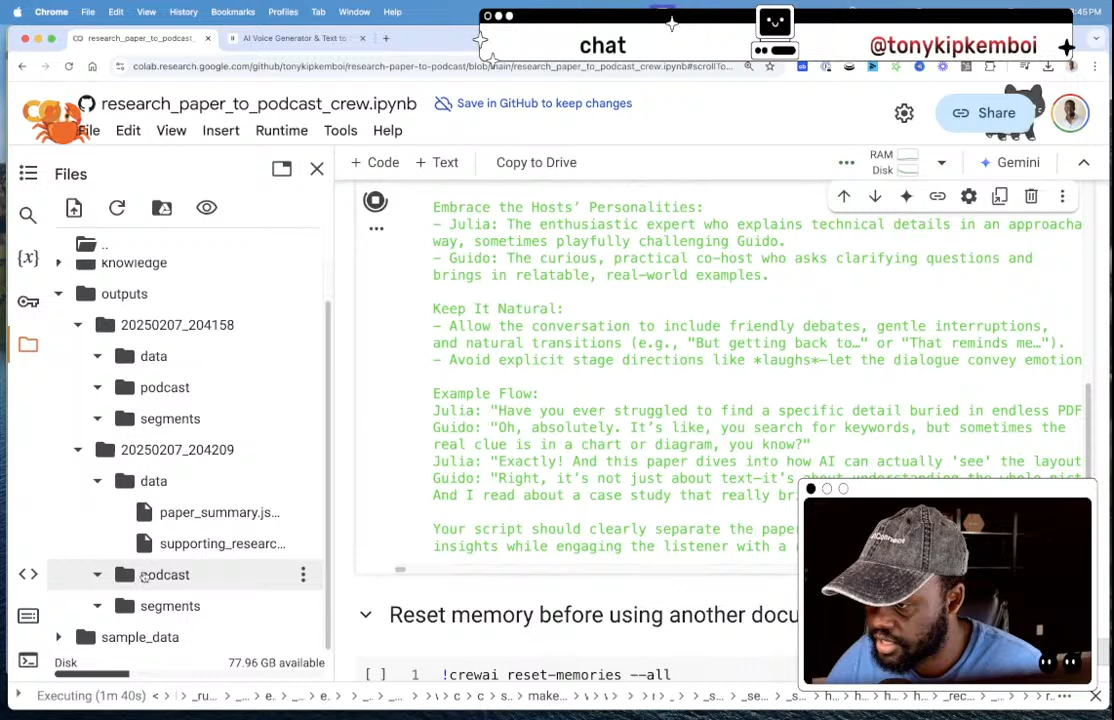 Chrome File Edit View History Bookmarks Profiles Tab Window Help :45PM
research_paper_to_podcast_ AI Voice Generator & Text to
chat
@tonykipkemboi
colab.research.google.com/github/tonykipkemboi/research-paper-to-podcast/blob/main/research_paper_to_podcast_crew.ipynb#scrollTo...
research_paper_to_podcast_crew.ipynb Save in GitHub to keep changes
File Edit View Insert Runtime Tools Help
Share
Files
+ Code + Text Copy to Drive
RAM
Disk
Gemini
..
knowledge
outputs
20250207_204158
data
podcast
segments
20250207_204209
data
paper_summary.js...
supporting_researc...
podcast
segments
sample_data
Disk 77.96 GB available
Embrace the Hosts’ Personalities:
– Julia: The enthusiastic expert who explains technical details in an approacha
way, sometimes playfully challenging Guido.
– Guido: The curious, practical co-host who asks clarifying questions and
brings in relatable, real-world examples.
Keep It Natural:
– Allow the conversation to include friendly debates, gentle interruptions,
and natural transitions (e.g., "But getting back to…" or "That reminds me…").
– Avoid explicit stage directions like *laughs*—let the dialogue convey emotion
Example Flow:
Julia: "Have you ever struggled to find a specific detail buried in endless PDF
Guido: "Oh, absolutely. It’s like, you search for keywords, but sometimes the
real clue is in a chart or diagram, you know?"
Julia: "Exactly! And this paper dives into how AI can actually 'see' the layout
Guido: "Right, it’s not just about text—it’s about understanding the whole pict
And I read about a case study that really bri
Your script should clearly separate the pape
insights while engaging the listener with a
Reset memory before using another docu
[ ] 1 !crewai reset-memories --all
Executing (1m 40s)